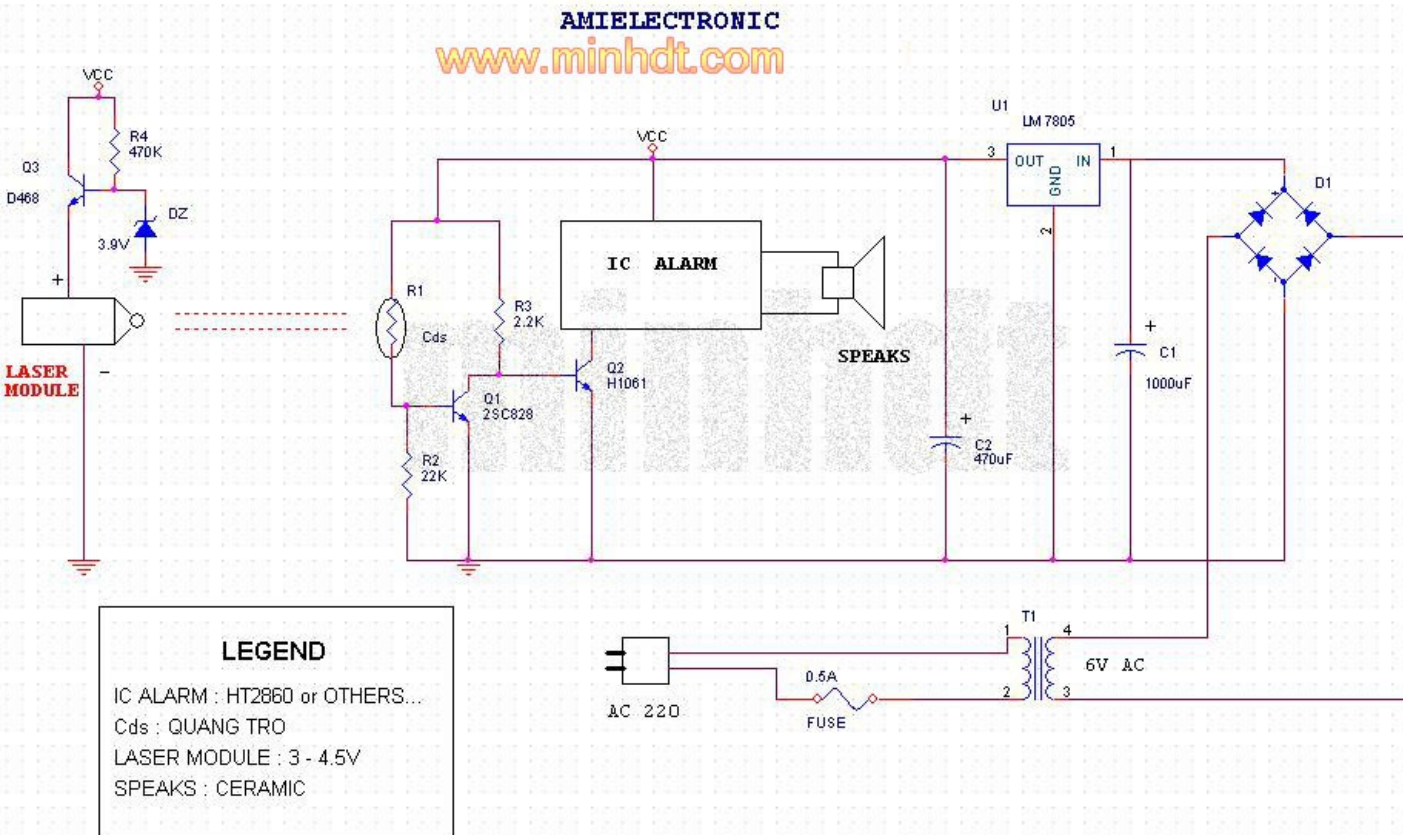 AMIELECTRONIC
www.minhdt.com
VCC
R4
470K
Q3
D468
DZ
3.9V
+
LASER
MODULE
-
R1
Cds
VCC
R3
2.2K
IC ALARM
SPEAKS
Q2
H1061
Q1
2SC828
R2
22K
U1
LM7805
3
OUT
IN
GND
1
2
D1
+
-
+
C1
1000uF
+
C2
470uF
T1
1
4
2
3
6V AC
0.5A
FUSE
AC 220
LEGEND
IC ALARM : HT2860 or OTHERS...
Cds : QUANG TRO
LASER MODULE : 3 - 4.5V
SPEAKS : CERAMIC